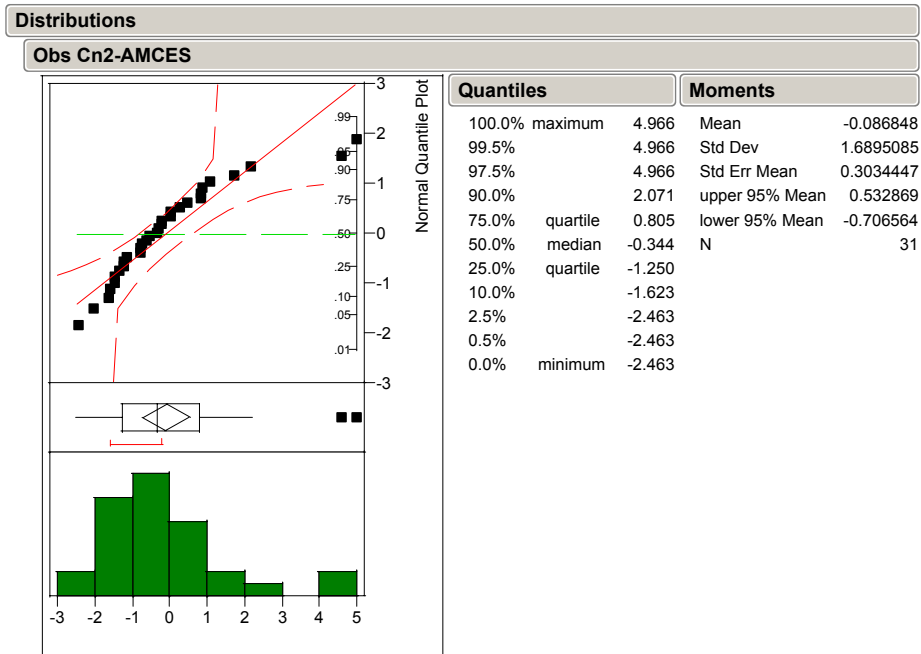 Distributions
Obs Cn2-AMCES
3
2
1
0
-1
-2
-3
.99
.95
.90
.75
.50
.25
.10
.05
.01
Normal Quantile Plot
-3 -2 -1 0 1 2 3 4 5
Quantiles
100.0% maximum 4.966
99.5% 4.966
97.5% 4.966
90.0% 2.071
75.0% quartile 0.805
50.0% median -0.344
25.0% quartile -1.250
10.0% -1.623
2.5% -2.463
0.5% -2.463
0.0% minimum -2.463
Moments
Mean -0.086848
Std Dev 1.6895085
Std Err Mean 0.3034447
upper 95% Mean 0.532869
lower 95% Mean -0.706564
N 31